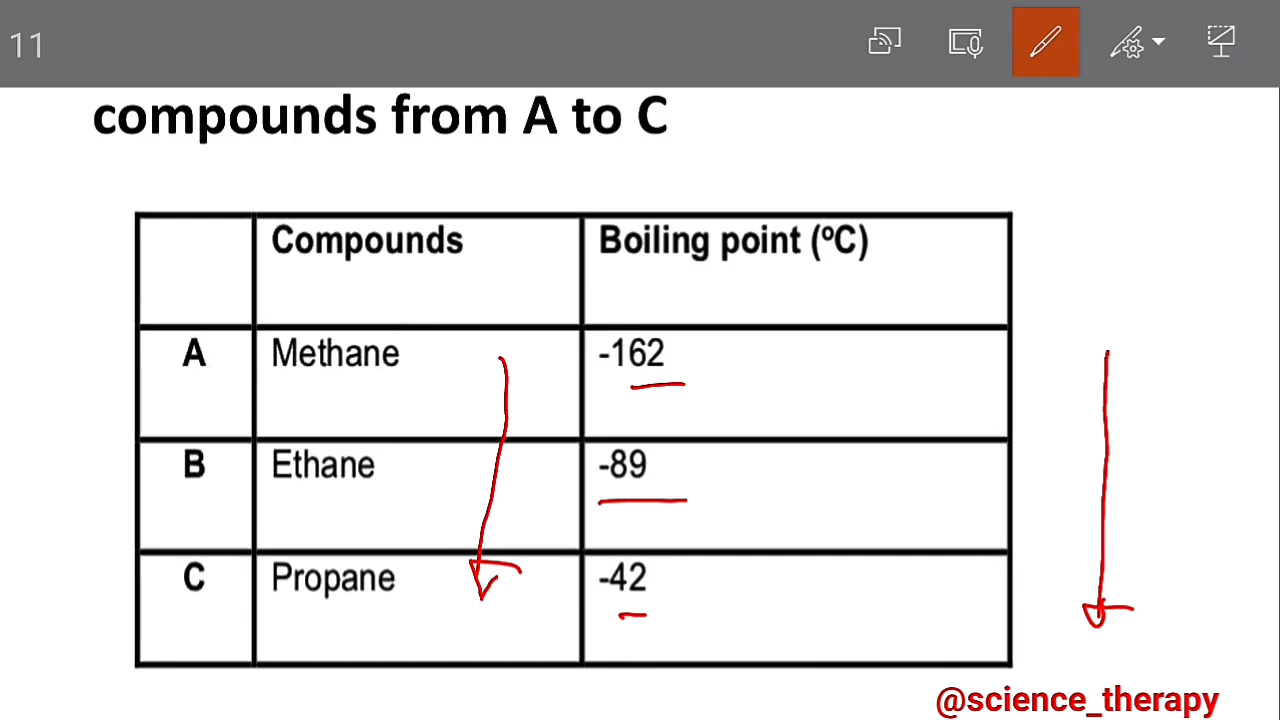 11
compounds from A to C
Compounds Boiling point (ºC)
A Methane -162
B Ethane -89
C Propane -42
@science_therapy